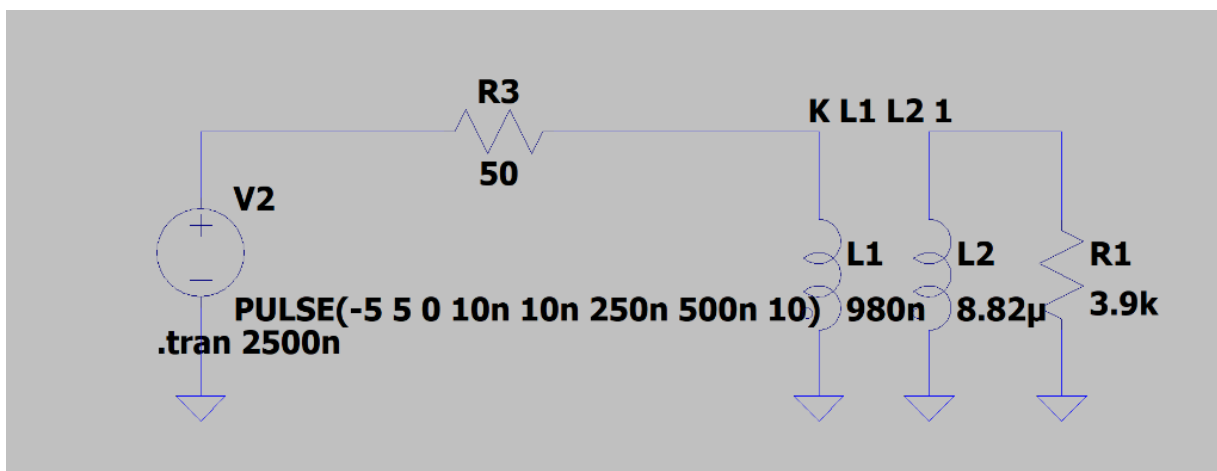 R3
K L1 L2 1
50
V2
L1
L2
R1
PULSE(-5 5 0 10n 10n 250n 500n 10)
980n
8.82µ
3.9k
.tran 2500n